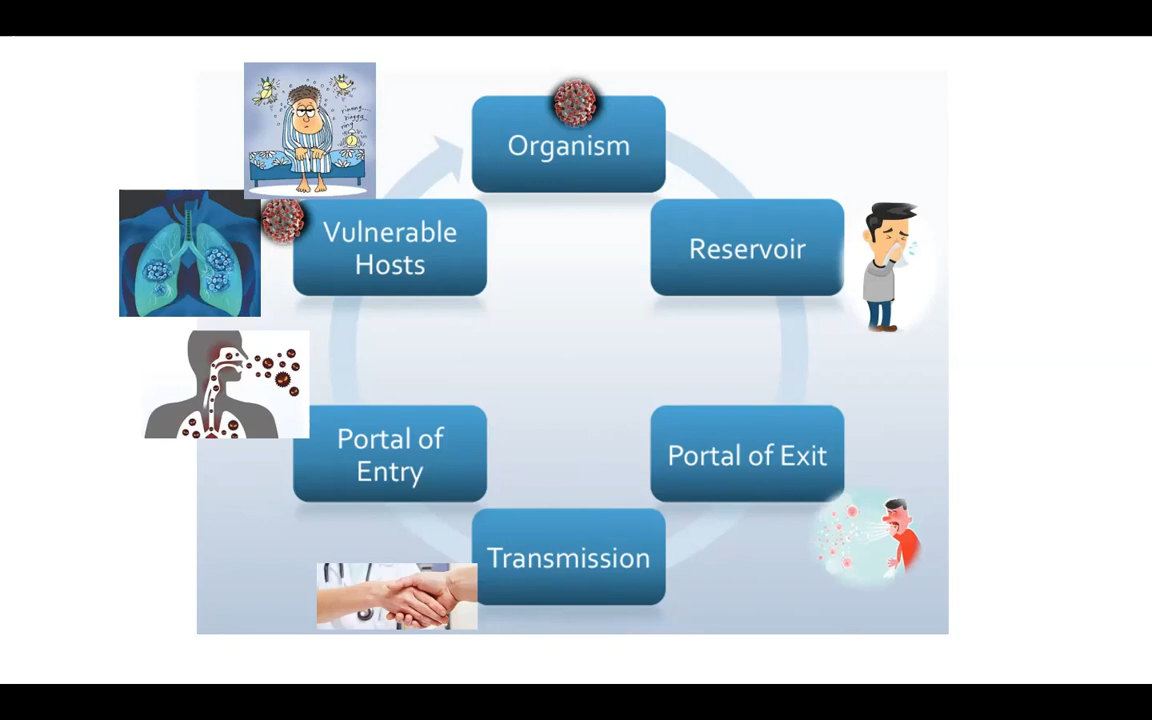 Organism
Reservoir
Portal of Exit
Transmission
Portal of
Entry
Vulnerable
Hosts